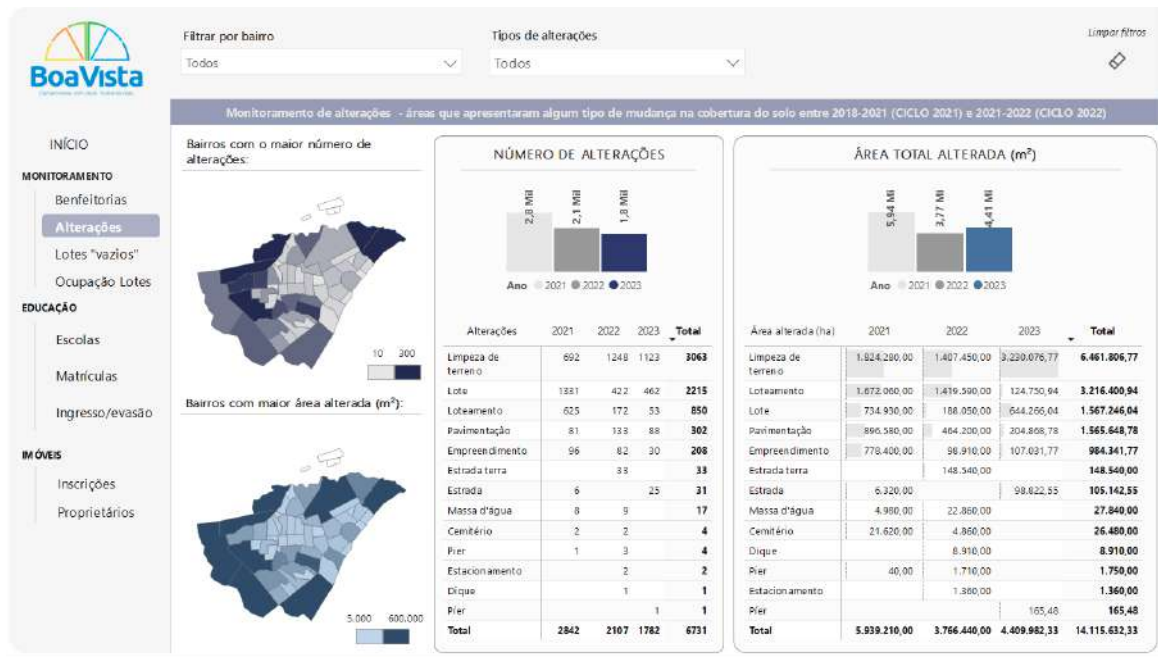 BoaVista
Filtrar por bairro
Todos
Tipos de alterações
Todos
Limpar filtros
Monitoramento de alterações - áreas que apresentaram algum tipo de mudança na cobertura do solo entre 2018-2021 (CICLO 2021) e 2021-2022 (CICLO 2022)
INÍCIO
MONITORAMENTO
Benfeitorias
Alterações
Lotes "vazios"
Ocupação Lotes
EDUCAÇÃO
Escolas
Matrículas
Ingresso/evasão
IMÓVEIS
Inscrições
Proprietários
Bairros com o maior número de
alterações:
10 300
Bairros com maior área alterada (m²):
5.000 600.000
NÚMERO DE ALTERAÇÕES
2,8 Mil 2,1 Mil 1,8 Mil
Ano 2021 2022 2023
Alterações 2021 2022 2023 Total
Limpeza de 692 1248 1123 3063
terreno
Lote 1331 422 462 2215
Loteamento 625 172 53 850
Pavimentação 81 133 88 302
Empreendimento 96 82 30 208
Estrada terra 33 33
Estrada 6 25 31
Massa d'água 8 9 17
Cemitério 2 2 4
Pier 1 3 4
Estacionamento 2 2
Dique 1 1
Píer 1 1
Total 2842 2107 1782 6731
ÁREA TOTAL ALTERADA (m²)
5,94 Mi 3,77 Mi 4,41 Mi
Ano 2021 2022 2023
Área alterada (ha) 2021 2022 2023 Total
Limpeza de 1.824.280,00 1.407.450,00 3.230.076,77 6.461.806,77
terreno
Loteamento 1.672.060,00 1.419.590,00 124.750,94 3.216.400,94
Lote 734.930,00 188.050,00 644.266,04 1.567.246,04
Pavimentação 896.580,00 464.200,00 204.868,78 1.565.648,78
Empreendimento 778.400,00 98.910,00 107.031,77 984.341,77
Estrada terra 148.540,00 148.540,00
Estrada 6.320,00 98.822,55 105.142,55
Massa d'água 4.980,00 22.860,00 27.840,00
Cemitério 21.620,00 4.860,00 26.480,00
Dique 8.910,00 8.910,00
Pier 40,00 1.710,00 1.750,00
Estacionamento 1.360,00 1.360,00
Píer 165,48 165,48
Total 5.939.210,00 3.766.440,00 4.409.982,33 14.115.632,33